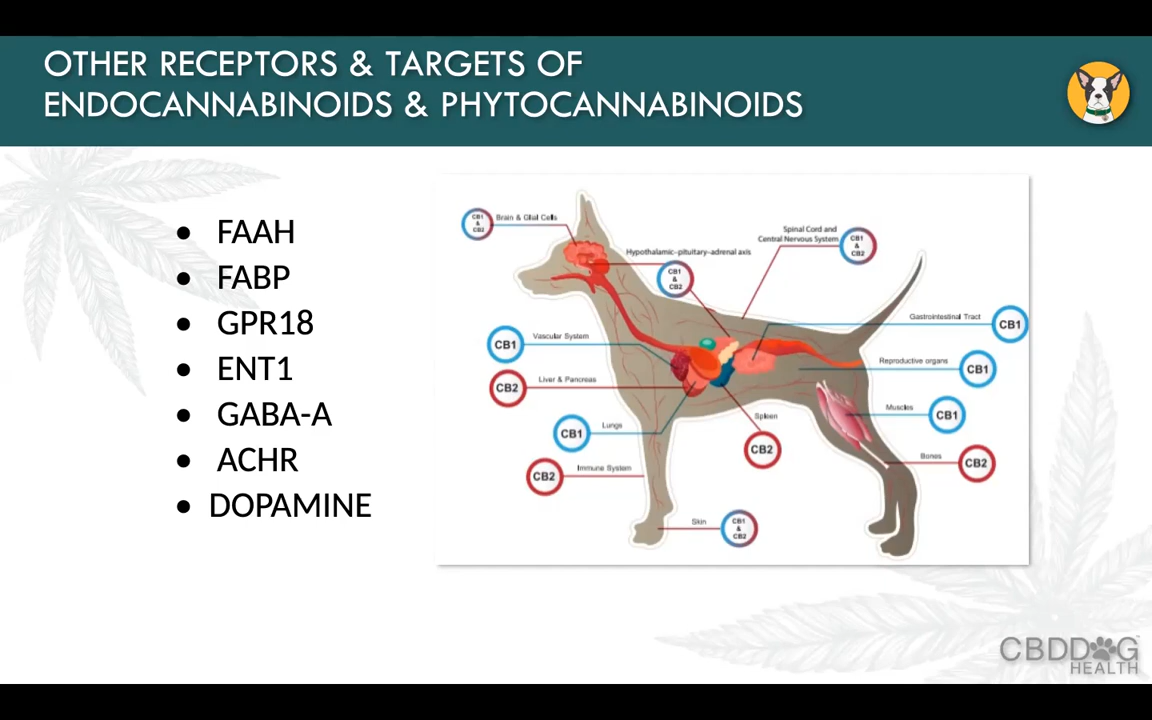 OTHER RECEPTORS & TARGETS OF
ENDOCANNABINOIDS & PHYTOCANNABINOIDS
• FAAH
• FABP
• GPR18
• ENT1
• GABA-A
• ACHR
• DOPAMINE
CB1
&
CB2
Brain & Glial Cells
Hypothalamic-pituitary-adrenal axis
CB1
&
CB2
Spinal Cord and
Central Nervous System
CB1
&
CB2
Gastrointestinal Tract
CB1
Vascular System
CB1
Reproductive organs
CB1
Liver & Pancreas
CB2
Muscles
CB1
Lungs
CB1
Spleen
CB2
Bones
CB2
Immune System
CB2
Skin
CB1
&
CB2
CBDDOG
HEALTH